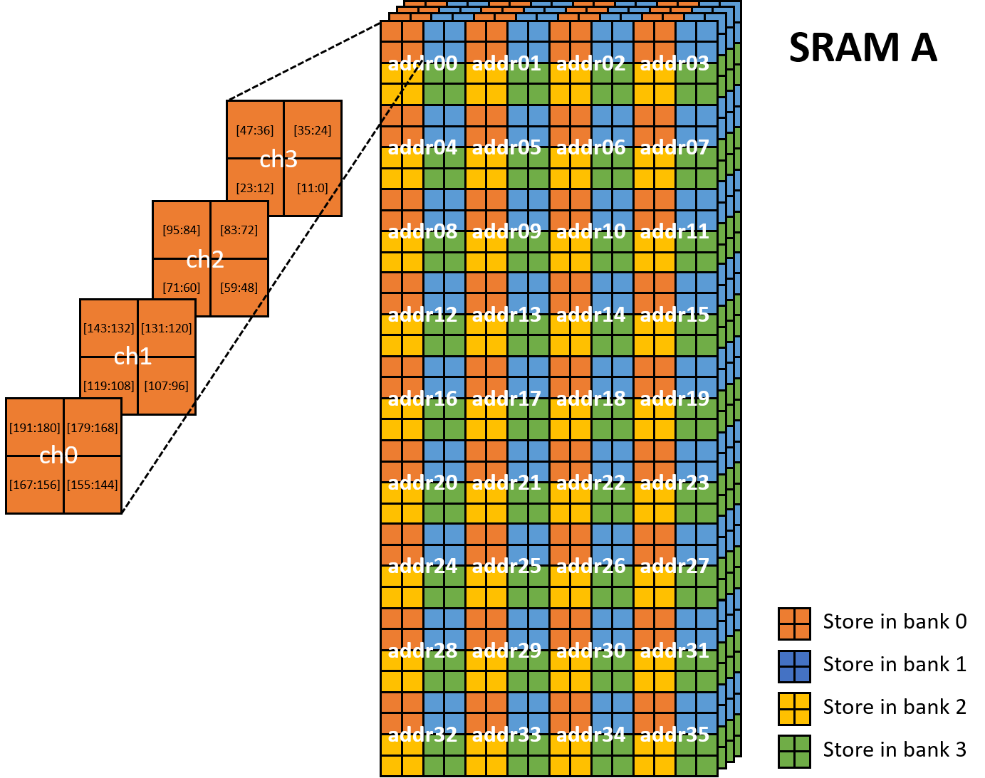 SRAM A
addr00 addr01 addr02 addr03
[47:36] [35:24]
ch3
[23:12] [11:0]
addr04 addr05 addr06 addr07
[95:84] [83:72]
ch2
[71:60] [59:48]
addr08 addr09 addr10 addr11
[143:132] [131:120]
ch1
[119:108] [107:96]
addr12 addr13 addr14 addr15
[191:180] [179:168]
ch0
[167:156] [155:144]
addr16 addr17 addr18 addr19
addr20 addr21 addr22 addr23
addr24 addr25 addr26 addr27
addr28 addr29 addr30 addr31
addr32 addr33 addr34 addr35
Store in bank 0
Store in bank 1
Store in bank 2
Store in bank 3